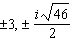 ±3, ± i√46/2